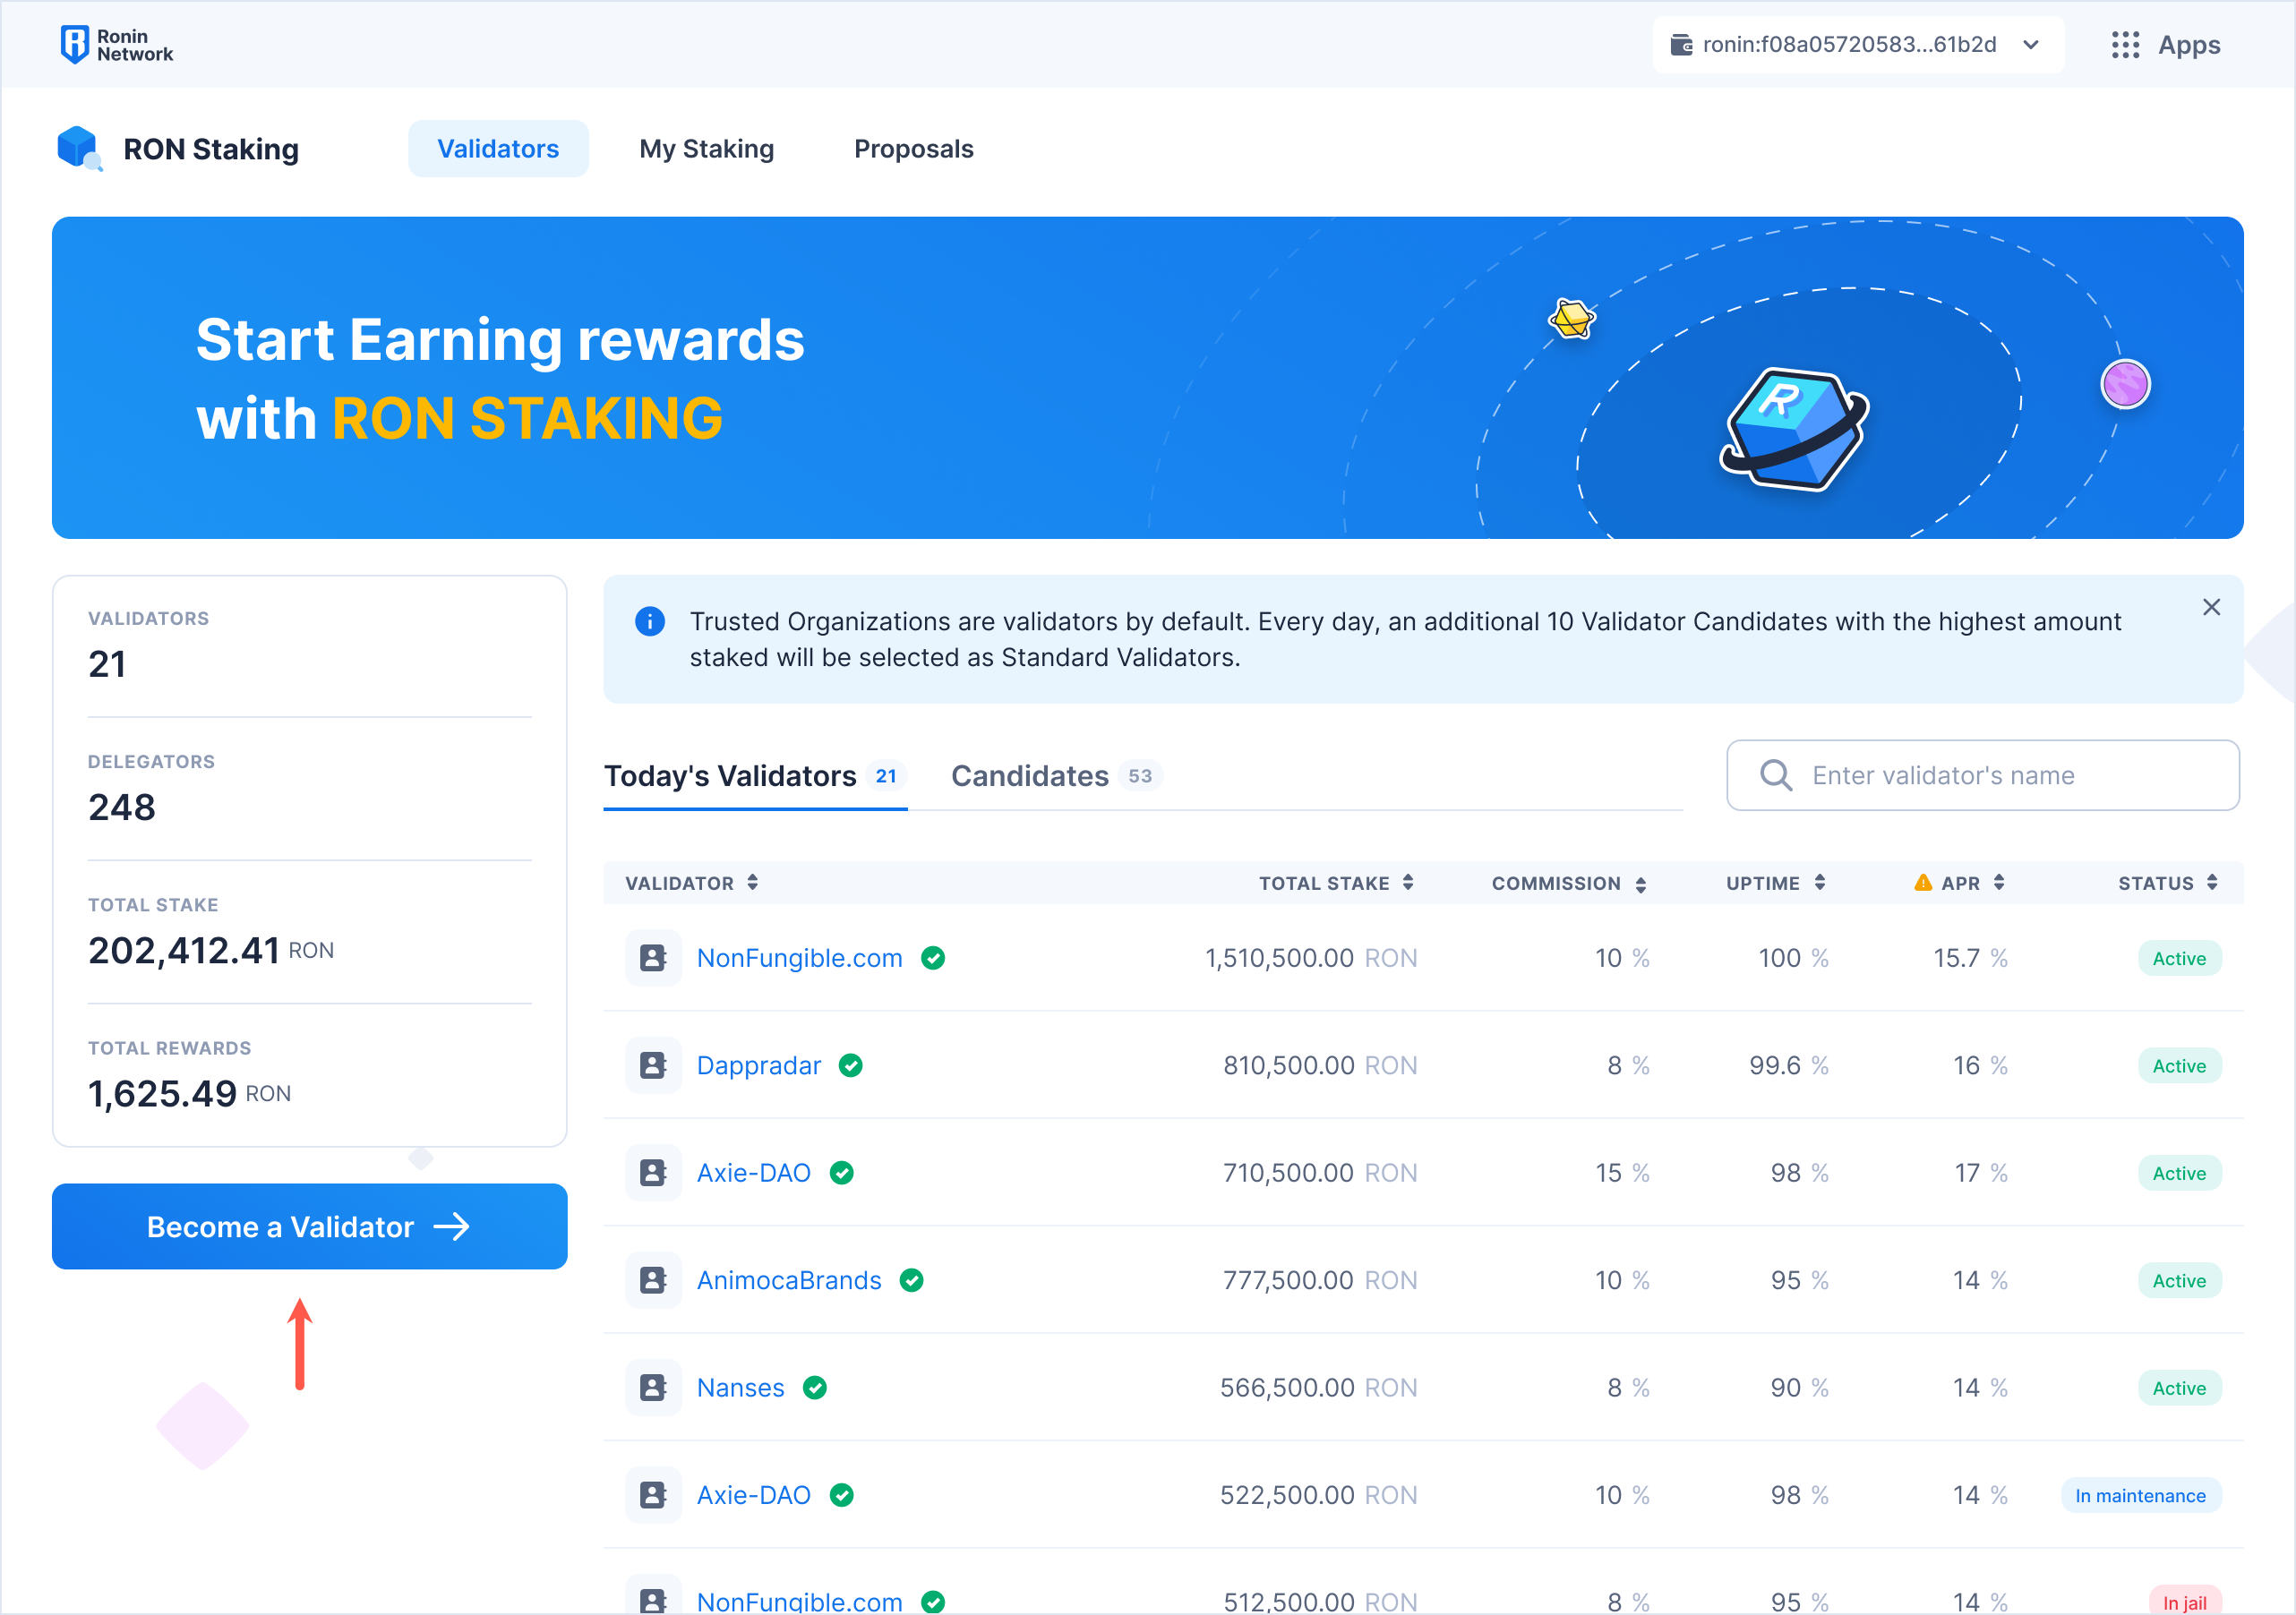 Ronin
Network
ronin:f08a05720583...61b2d
Apps
RON Staking
Validators
My Staking
Proposals
Start Earning rewards
with RON STAKING
VALIDATORS
21
DELEGATORS
248
TOTAL STAKE
202,412.41 RON
TOTAL REWARDS
1,625.49 RON
Become a Validator
Trusted Organizations are validators by default. Every day, an additional 10 Validator Candidates with the highest amount
staked will be selected as Standard Validators.
Today's Validators 21
Candidates 53
Enter validator's name
VALIDATOR TOTAL STAKE COMMISSION UPTIME APR STATUS
NonFungible.com 1,510,500.00 RON 10 % 100 % 15.7 % Active
Dappradar 810,500.00 RON 8 % 99.6 % 16 % Active
Axie-DAO 710,500.00 RON 15 % 98 % 17 % Active
AnimocaBrands 777,500.00 RON 10 % 95 % 14 % Active
Nanses 566,500.00 RON 8 % 90 % 14 % Active
Axie-DAO 522,500.00 RON 10 % 98 % 14 % In maintenance
NonFungible.com 512,500.00 RON 8 % 95 % 14 % In jail